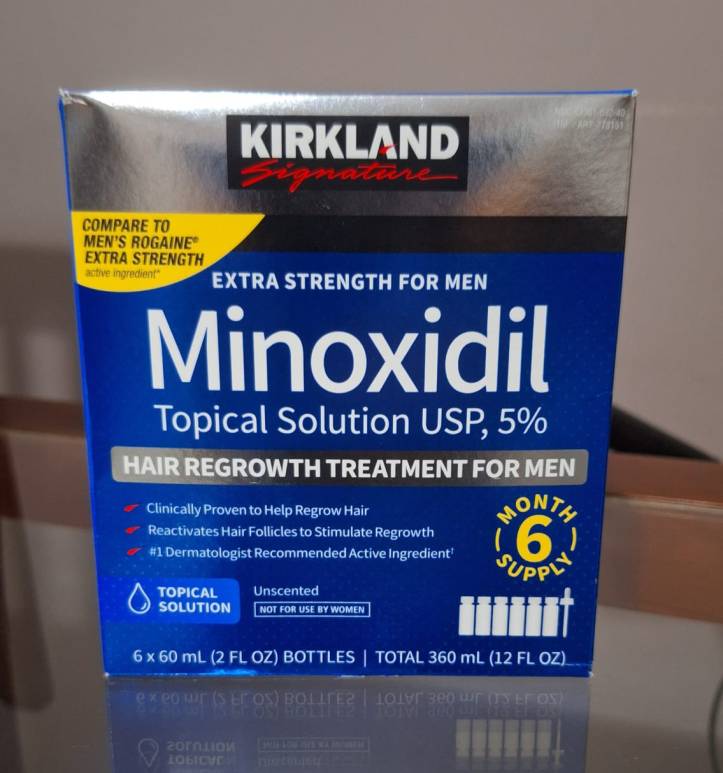 KIRKLAND
Signature
COMPARE TO
MEN'S ROGAINE®
EXTRA STRENGTH
active ingredient*
EXTRA STRENGTH FOR MEN
Minoxidil
Topical Solution USP, 5%
HAIR REGROWTH TREATMENT FOR MEN
Clinically Proven to Help Regrow Hair
Reactivates Hair Follicles to Stimulate Regrowth
#1 Dermatologist Recommended Active Ingredient†
MONTH
6
SUPPLY
TOPICAL
SOLUTION
Unscented
NOT FOR USE BY WOMEN
6 x 60 mL (2 FL OZ) BOTTLES | TOTAL 360 mL (12 FL OZ)